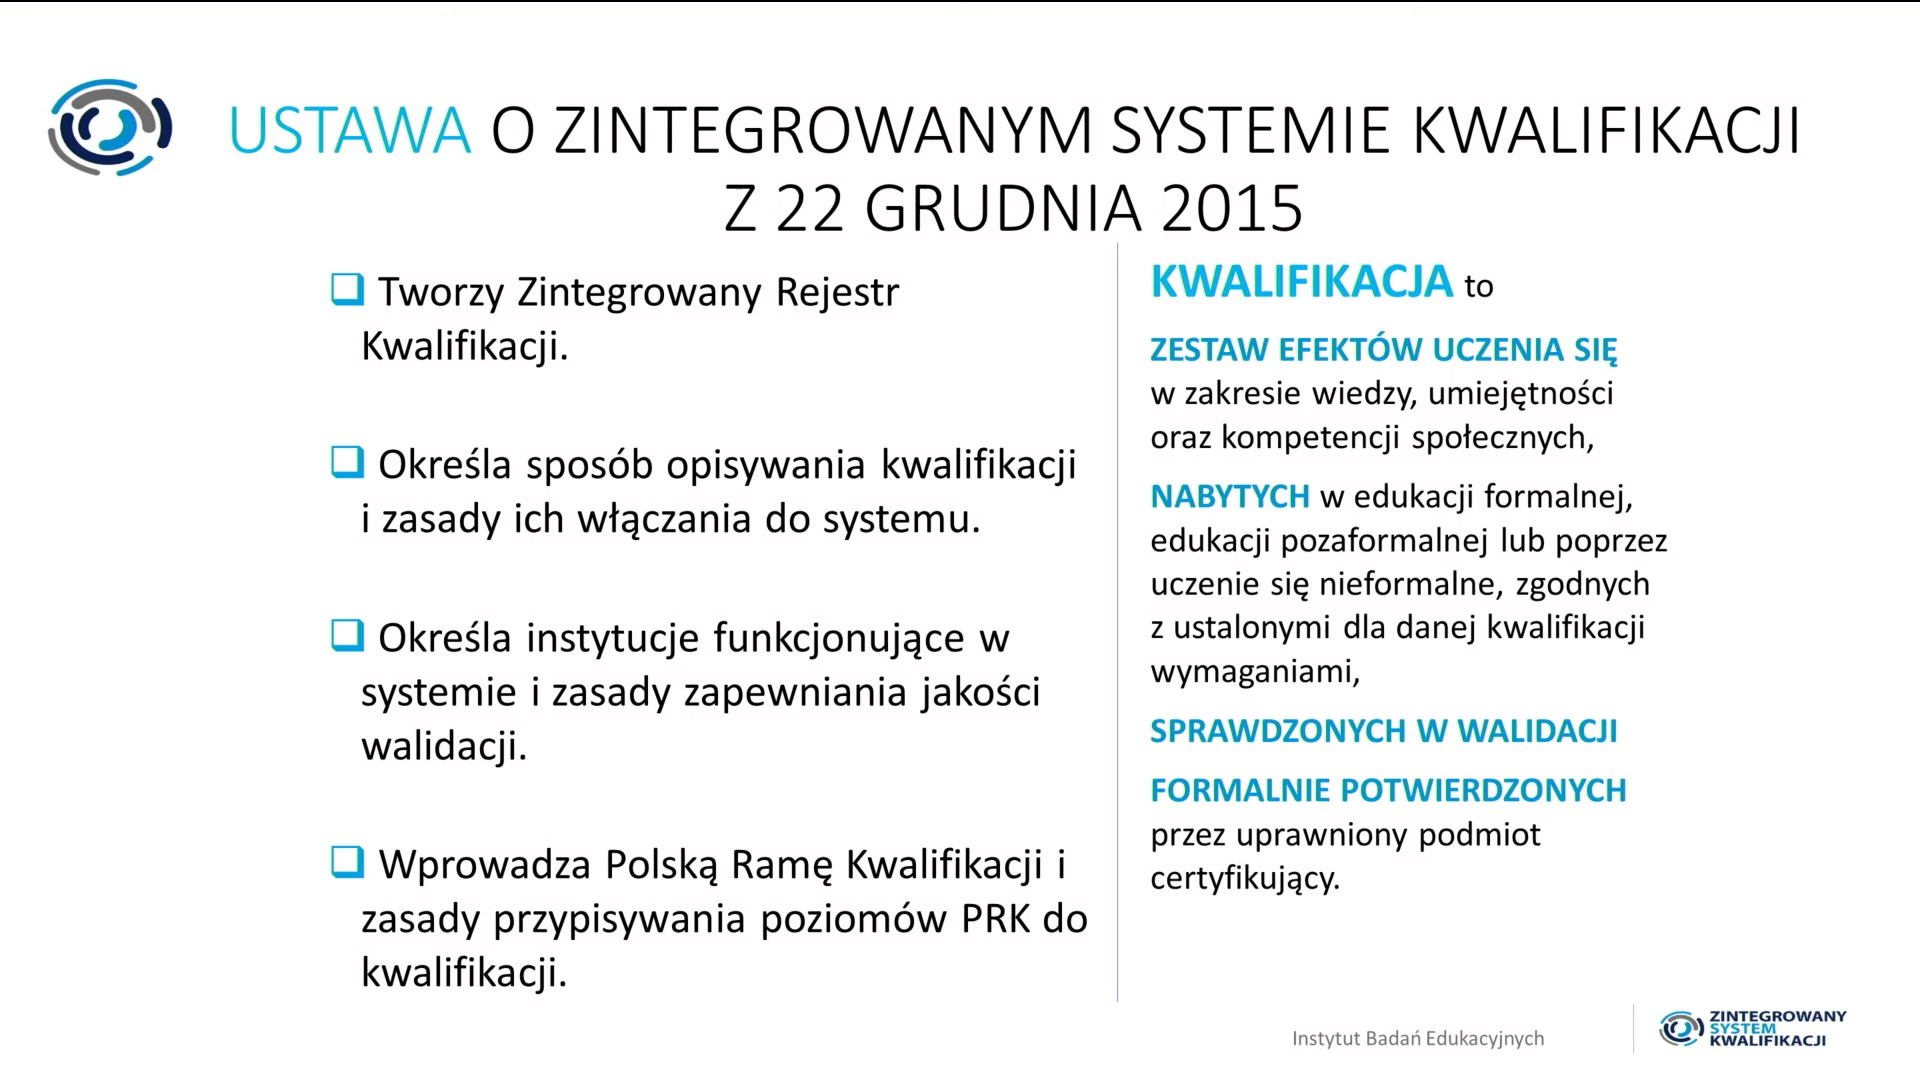 USTAWA O ZINTEGROWANYM SYSTEMIE KWALIFIKACJI
Z 22 GRUDNIA 2015
Tworzy Zintegrowany Rejestr
Kwalifikacji.
Określa sposób opisywania kwalifikacji
i zasady ich włączania do systemu.
Określa instytucje funkcjonujące w
systemie i zasady zapewniania jakości
walidacji.
Wprowadza Polską Ramę Kwalifikacji i
zasady przypisywania poziomów PRK do
kwalifikacji.
KWALIFIKACJA to
ZESTAW EFEKTÓW UCZENIA SIĘ
w zakresie wiedzy, umiejętności
oraz kompetencji społecznych,
NABYTYCH w edukacji formalnej,
edukacji pozaformalnej lub poprzez
uczenie się nieformalne, zgodnych
z ustalonymi dla danej kwalifikacji
wymaganiami,
SPRAWDZONYCH W WALIDACJI
FORMALNIE POTWIERDZONYCH
przez uprawniony podmiot
certyfikujący.
Instytut Badań Edukacyjnych
ZINTEGROWANY
SYSTEM
KWALIFIKACJI